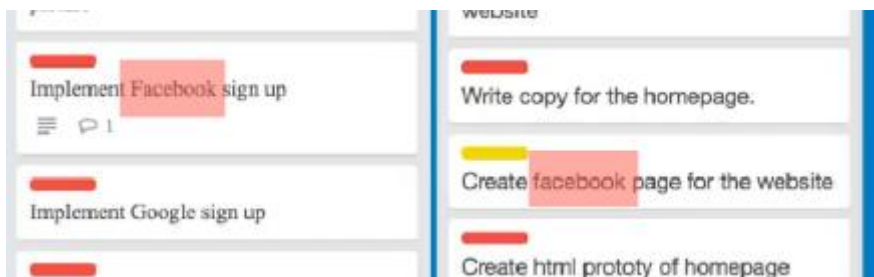 Implement Facebook sign up
1
Implement Google sign up
website
Write copy for the homepage.
Create facebook page for the website
Create html prototy of homepage